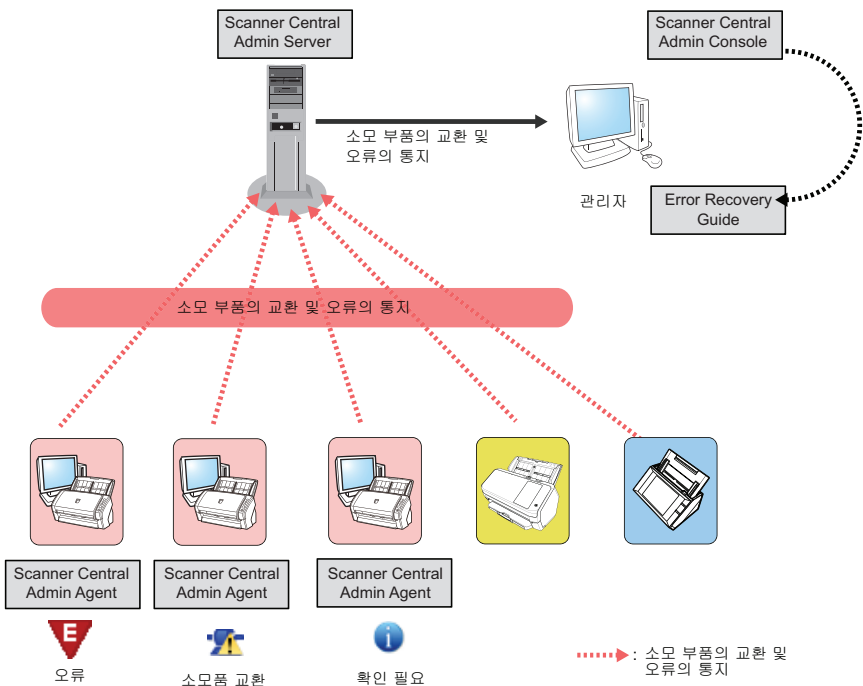 Scanner Central
Admin Server
Scanner Central
Admin Console
소모 부품의 교환 및
오류의 통지
관리자
Error Recovery
Guide
소모 부품의 교환 및 오류의 통지
Scanner Central
Admin Agent
Scanner Central
Admin Agent
Scanner Central
Admin Agent
E
i
오류
소모품 교환
확인 필요
: 소모 부품의 교환 및
오류의 통지